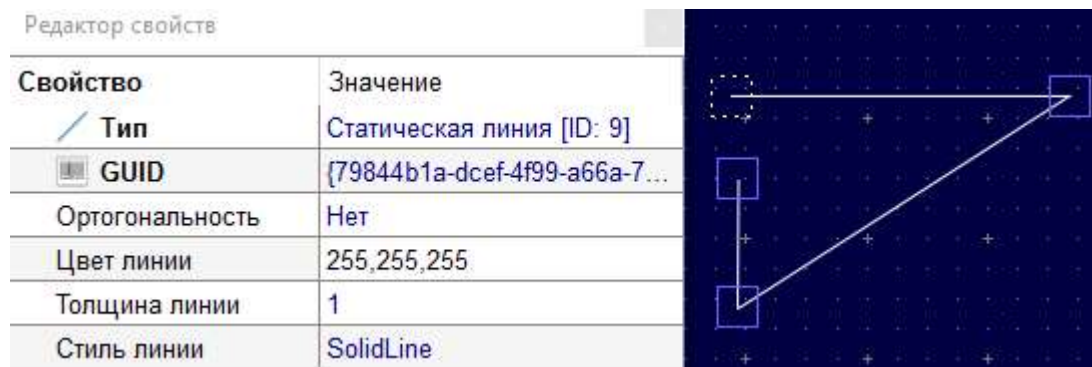 Редактор свойств
Свойство Значение
Тип Статическая линия [ID: 9]
GUID {79844b1a-dcef-4f99-a66a-7...
Ортогональность Нет
Цвет линии 255,255,255
Толщина линии 1
Стиль линии SolidLine